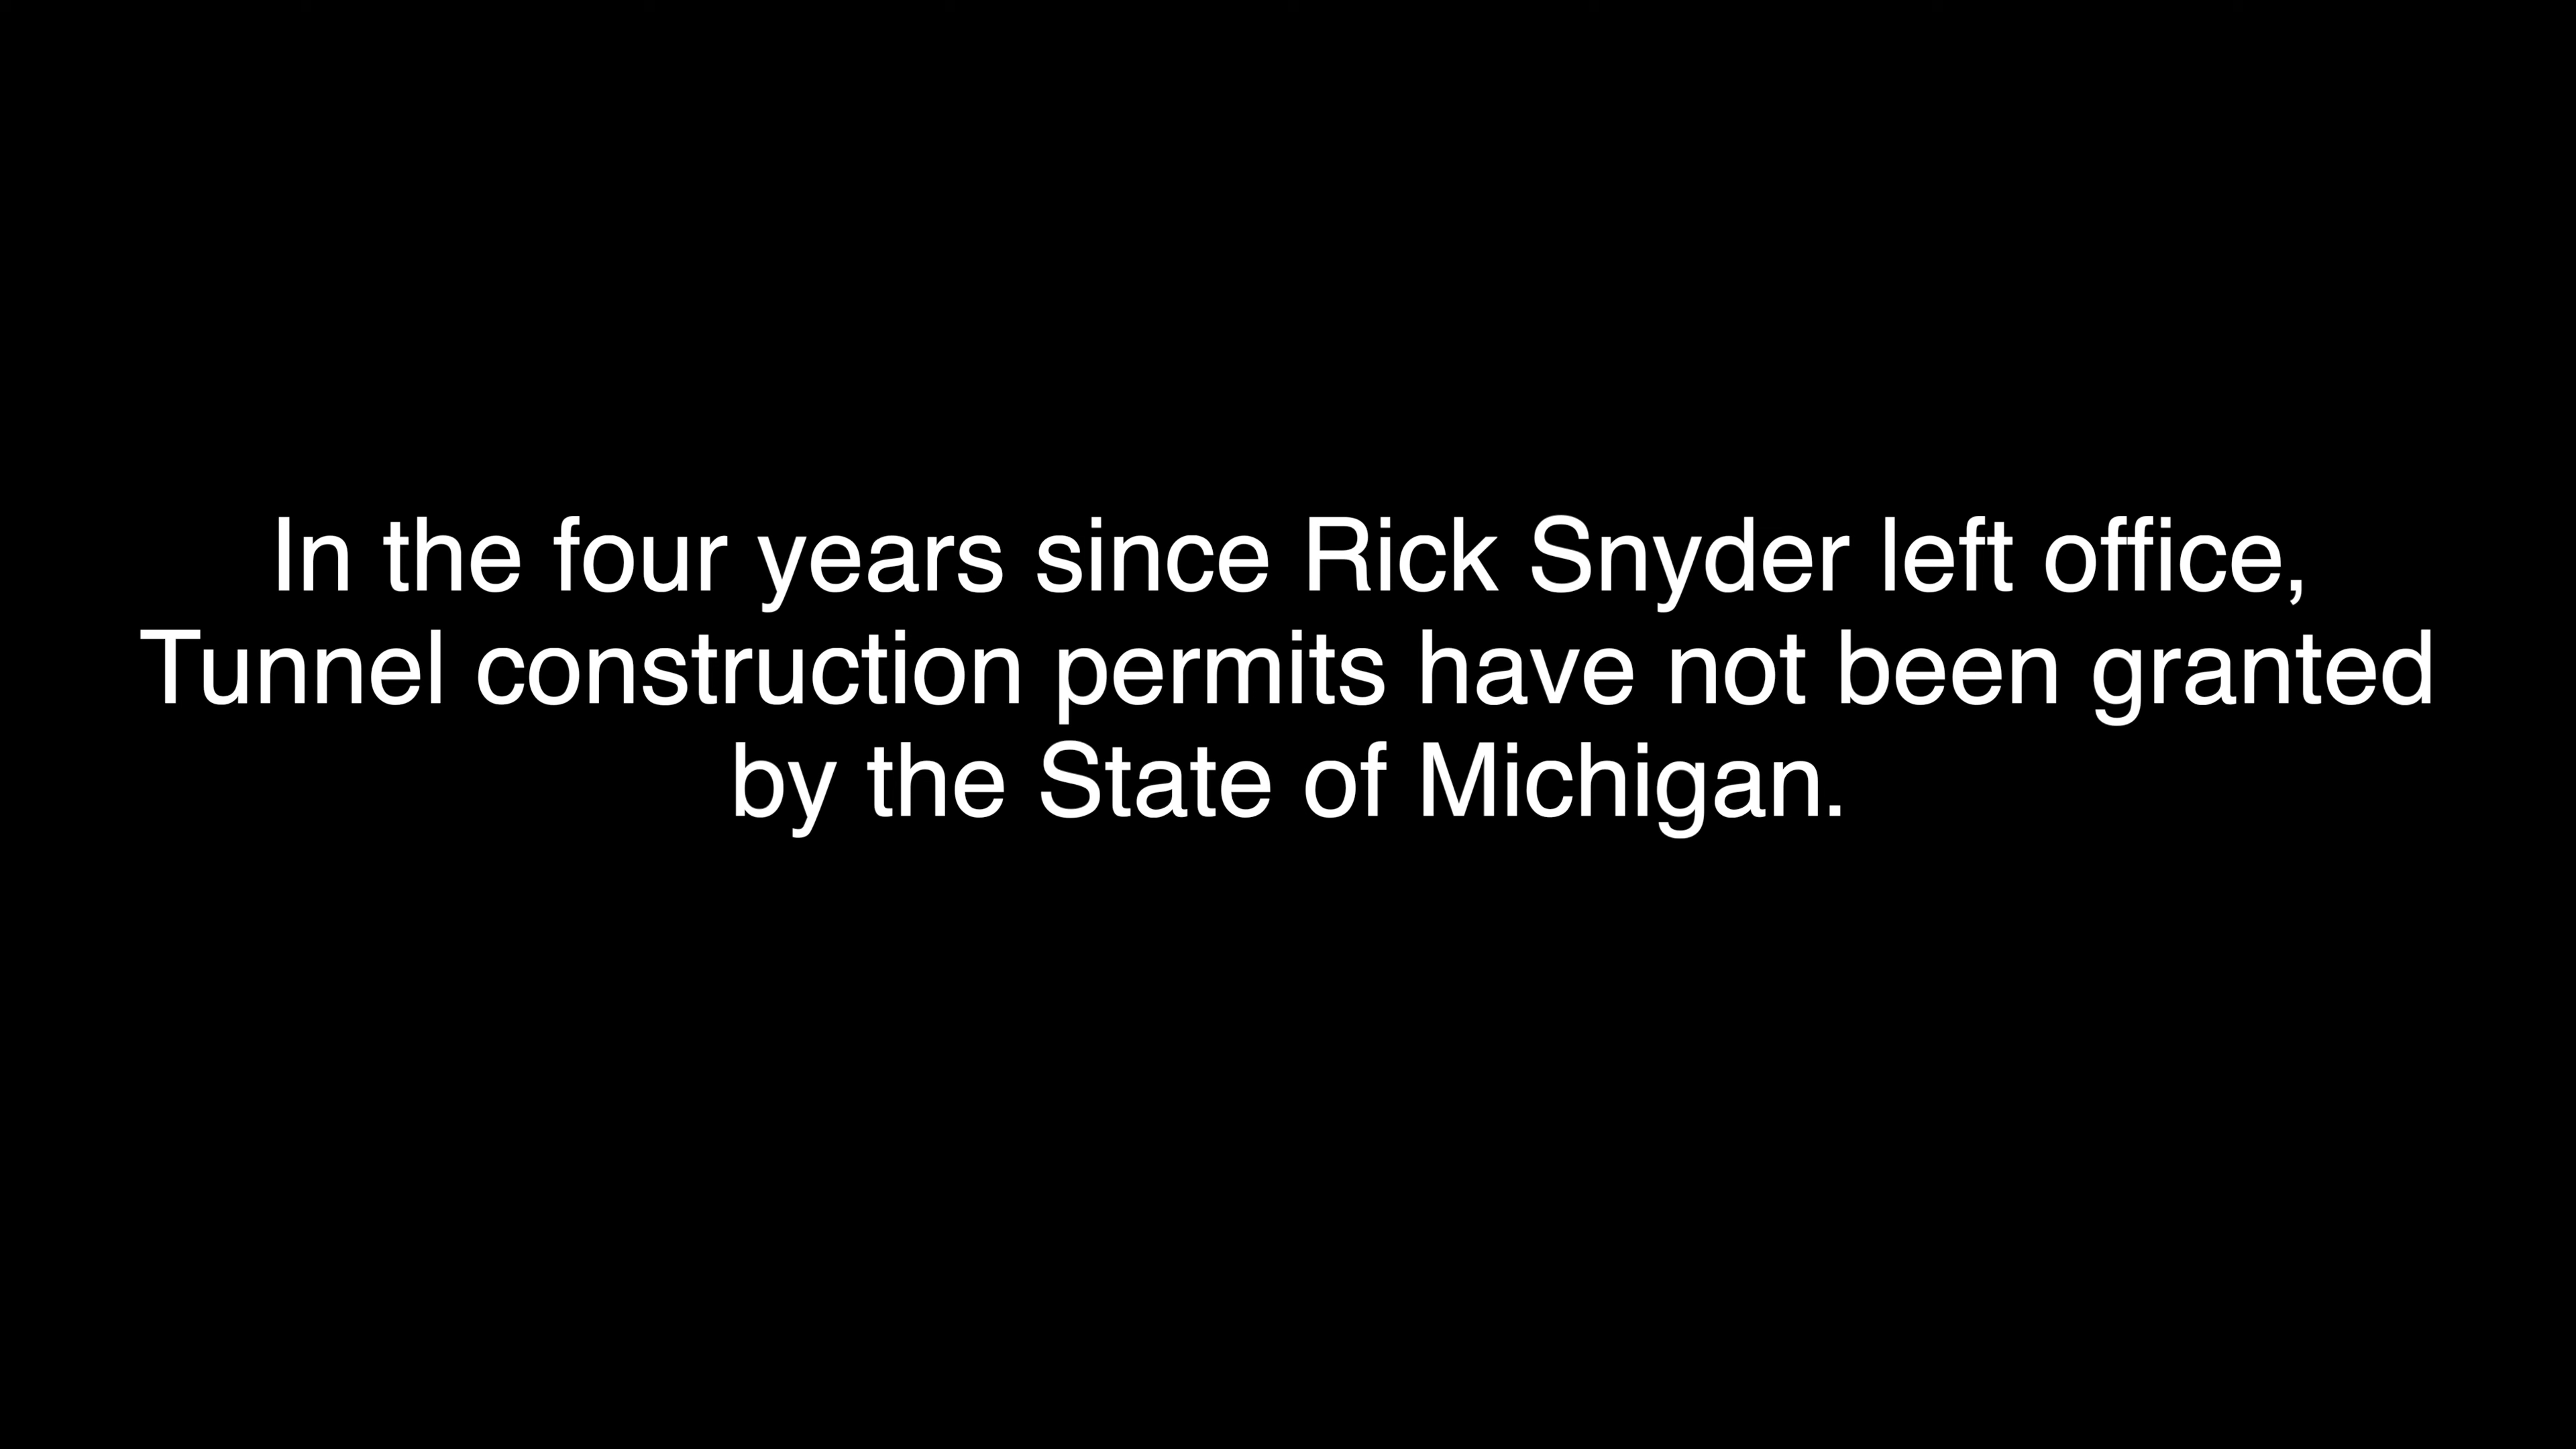 In the four years since Rick Snyder left office,
Tunnel construction permits have not been granted
by the State of Michigan.